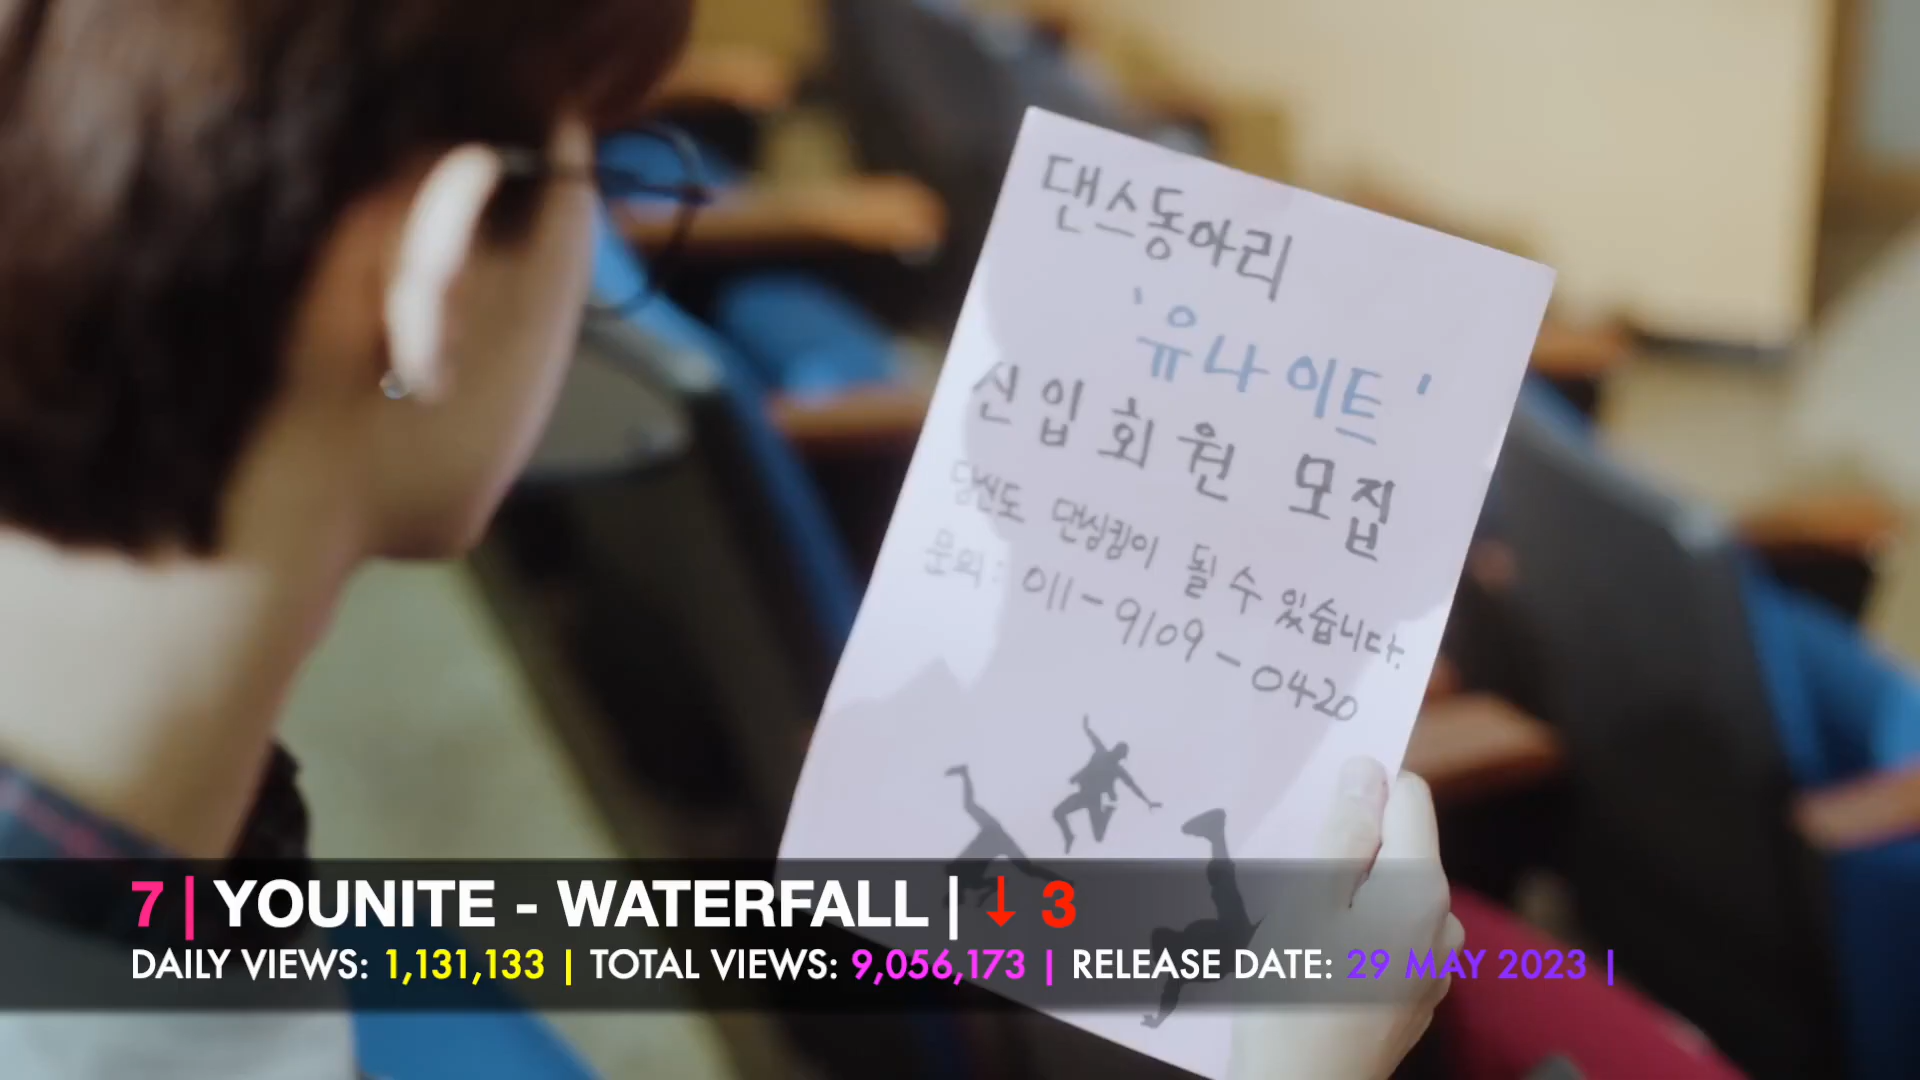 댄스동아리
'유나이트'
신입회원 모집
당신도 댄싱킹이 될 수 있습니다.
문의: 011-9109-0420
7 | YOUNITE - WATERFALL | ↓ 3
DAILY VIEWS: 1,131,133 | TOTAL VIEWS: 9,056,173 | RELEASE DATE: 29 MAY 2023 |